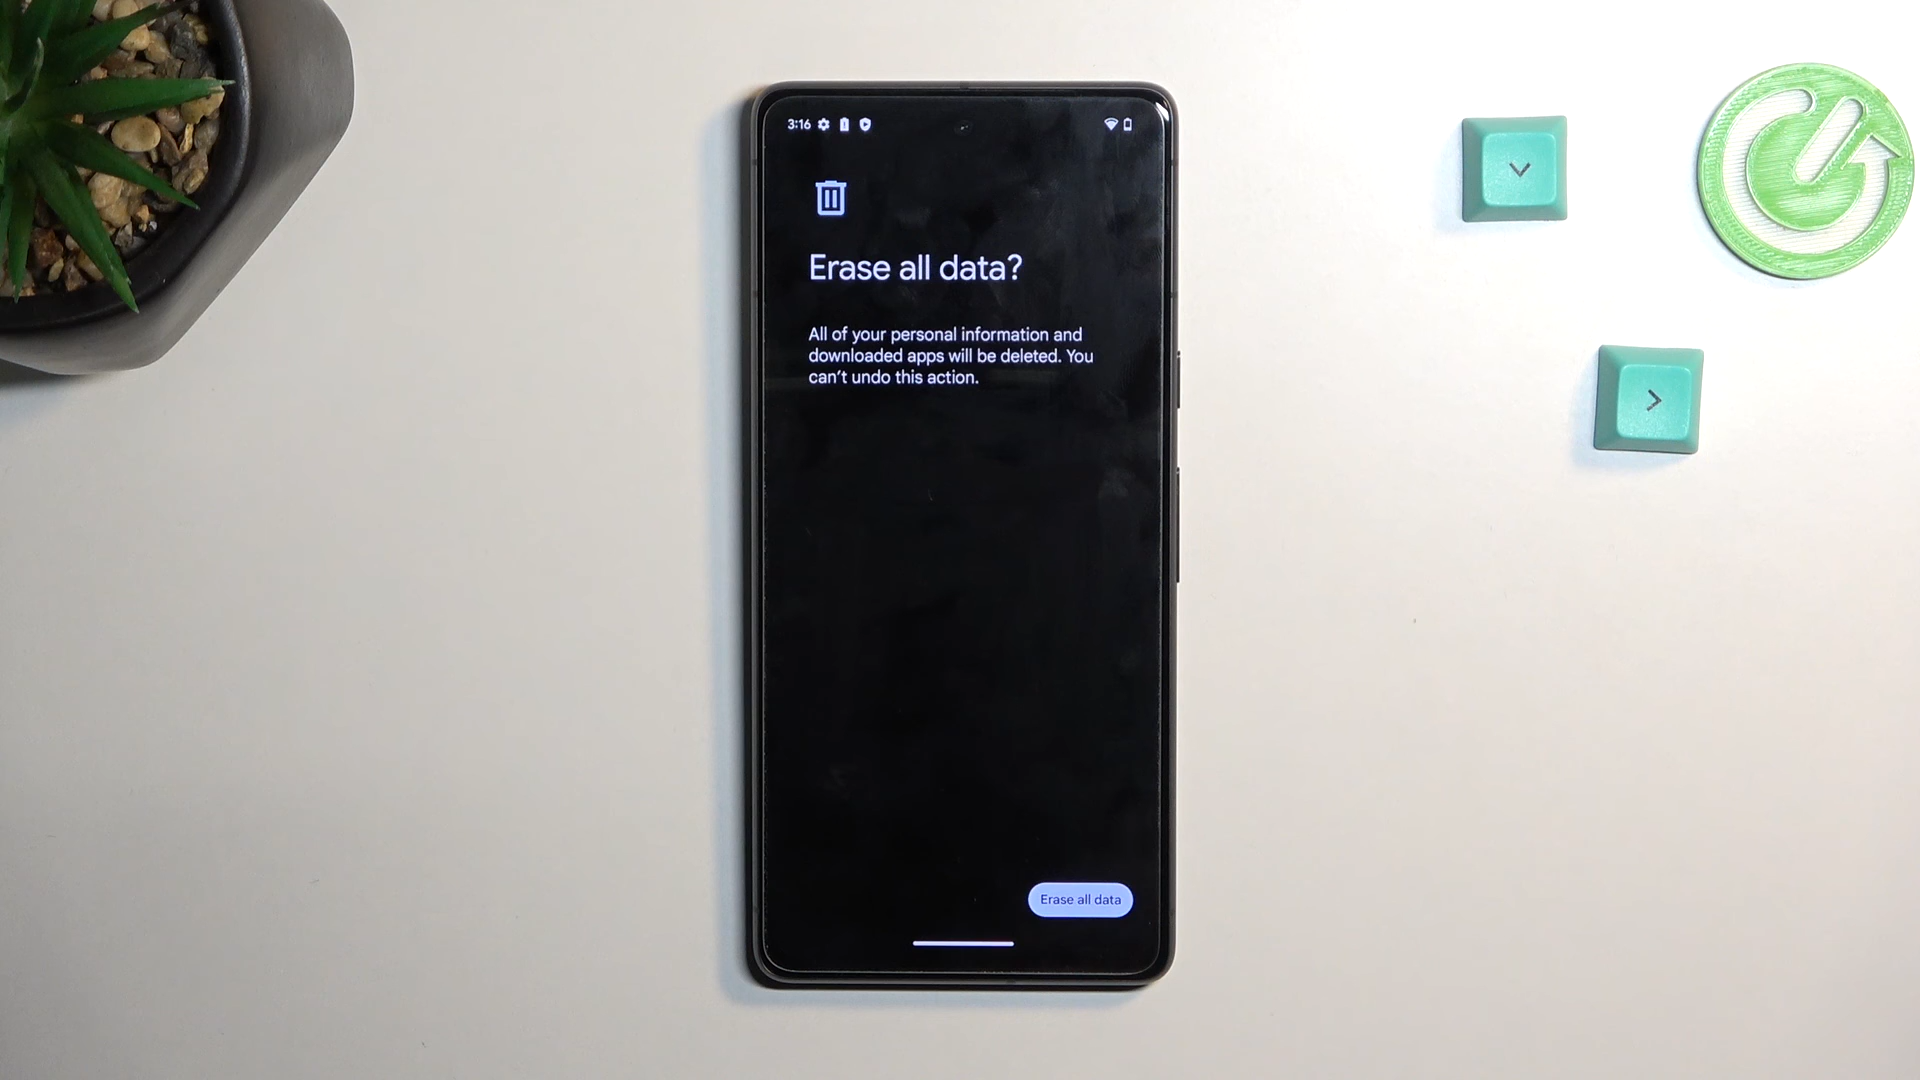 3:16
Erase all data?
All of your personal information and
downloaded apps will be deleted. You
can't undo this action.
Erase all data